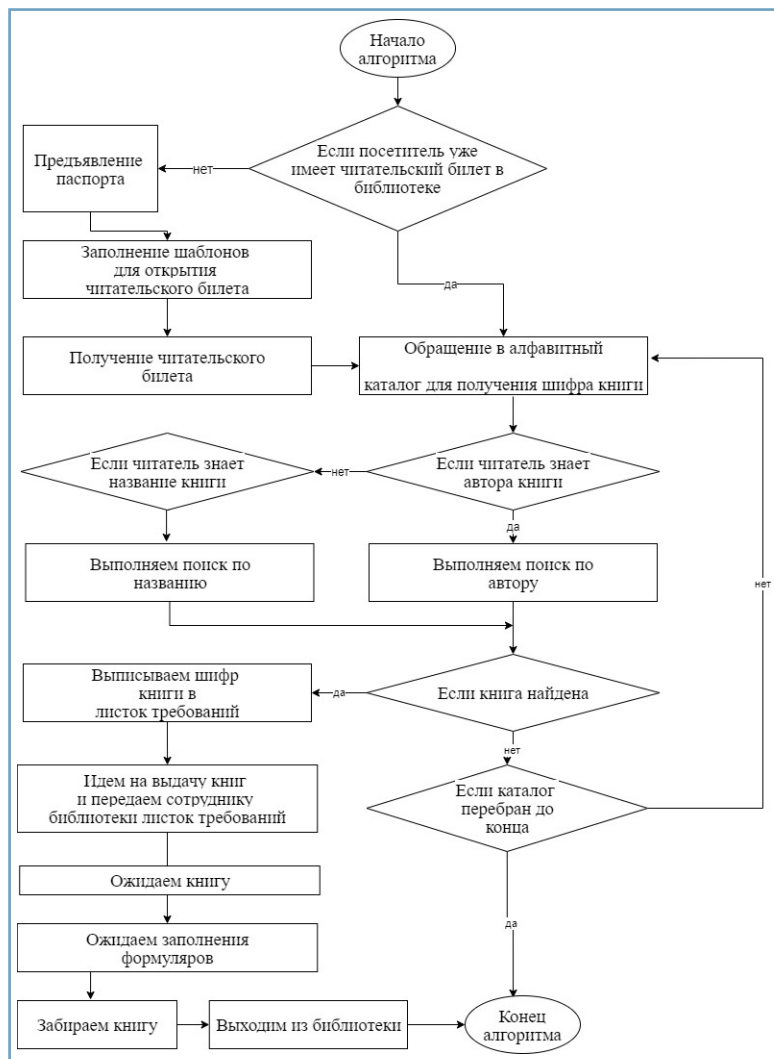 Начало
алгоритма
Если посетитель уже
имеет читательский билет в
библиотеке
нет
Предъявление
паспорта
Заполнение шаблонов
для открытия
читательского билета
да
Получение читательского
билета
Обращение в алфавитный
каталог для получения шифра книги
Если читатель знает
автора книги
нет
Если читатель знает
название книги
да
Выполняем поиск по
названию
Выполняем поиск по
автору
нет
Если книга найдена
да
Выписываем шифр
книги в
листок требований
нет
Идем на выдачу книг
и передаем сотруднику
библиотеки листок требований
Если каталог
перебран до
конца
Ожидаем книгу
да
Ожидаем заполнения
формуляров
Забираем книгу
Выходим из библиотеки
Конец
алгоритма